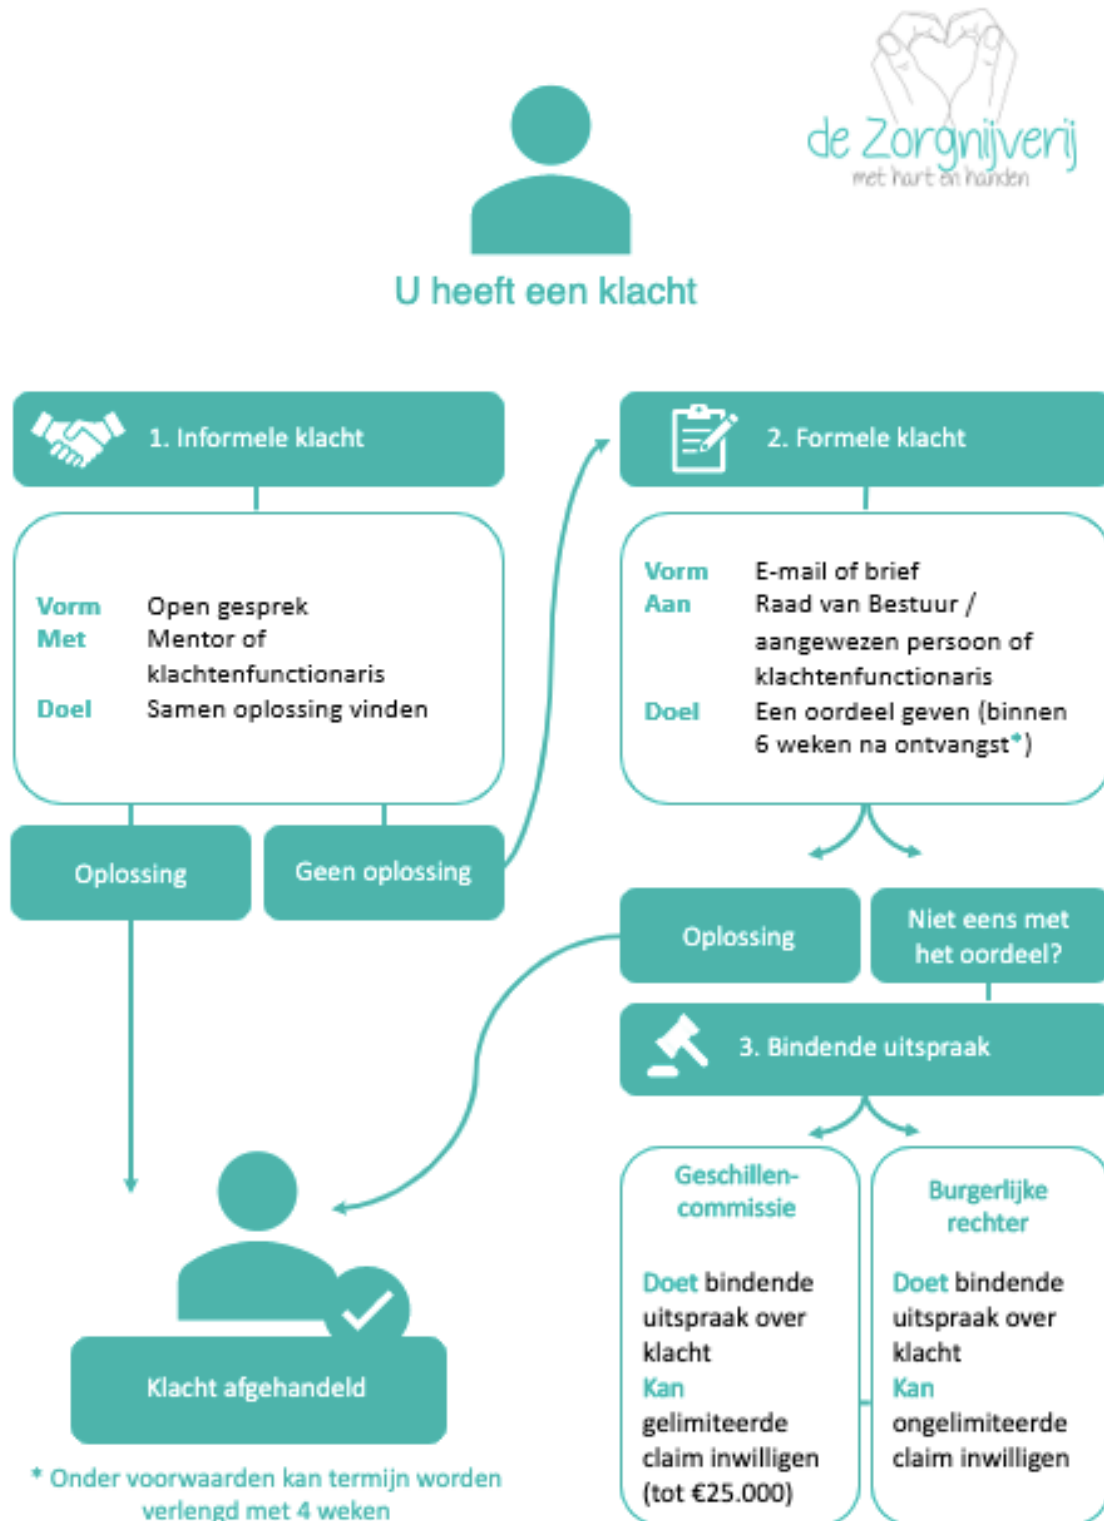 de Zorgnijverij
met hart en handen
U heeft een klacht
1. Informele klacht
Vorm Open gesprek
Met Mentor of
klachtenfunctionaris
Doel Samen oplossing vinden
Oplossing
Geen oplossing
2. Formele klacht
Vorm E-mail of brief
Aan Raad van Bestuur /
aangewezen persoon of
klachtenfunctionaris
Doel Een oordeel geven (binnen
6 weken na ontvangst*)
Oplossing
Niet eens met
het oordeel?
3. Bindende uitspraak
Geschillen-
commissie
Doet bindende
uitspraak over
klacht
Kan
gelimiteerde
claim inwilligen
(tot €25.000)
Burgerlijke
rechter
Doet bindende
uitspraak over
klacht
Kan
ongelimiteerde
claim inwilligen
Klacht afgehandeld
* Onder voorwaarden kan termijn worden
verlengd met 4 weken